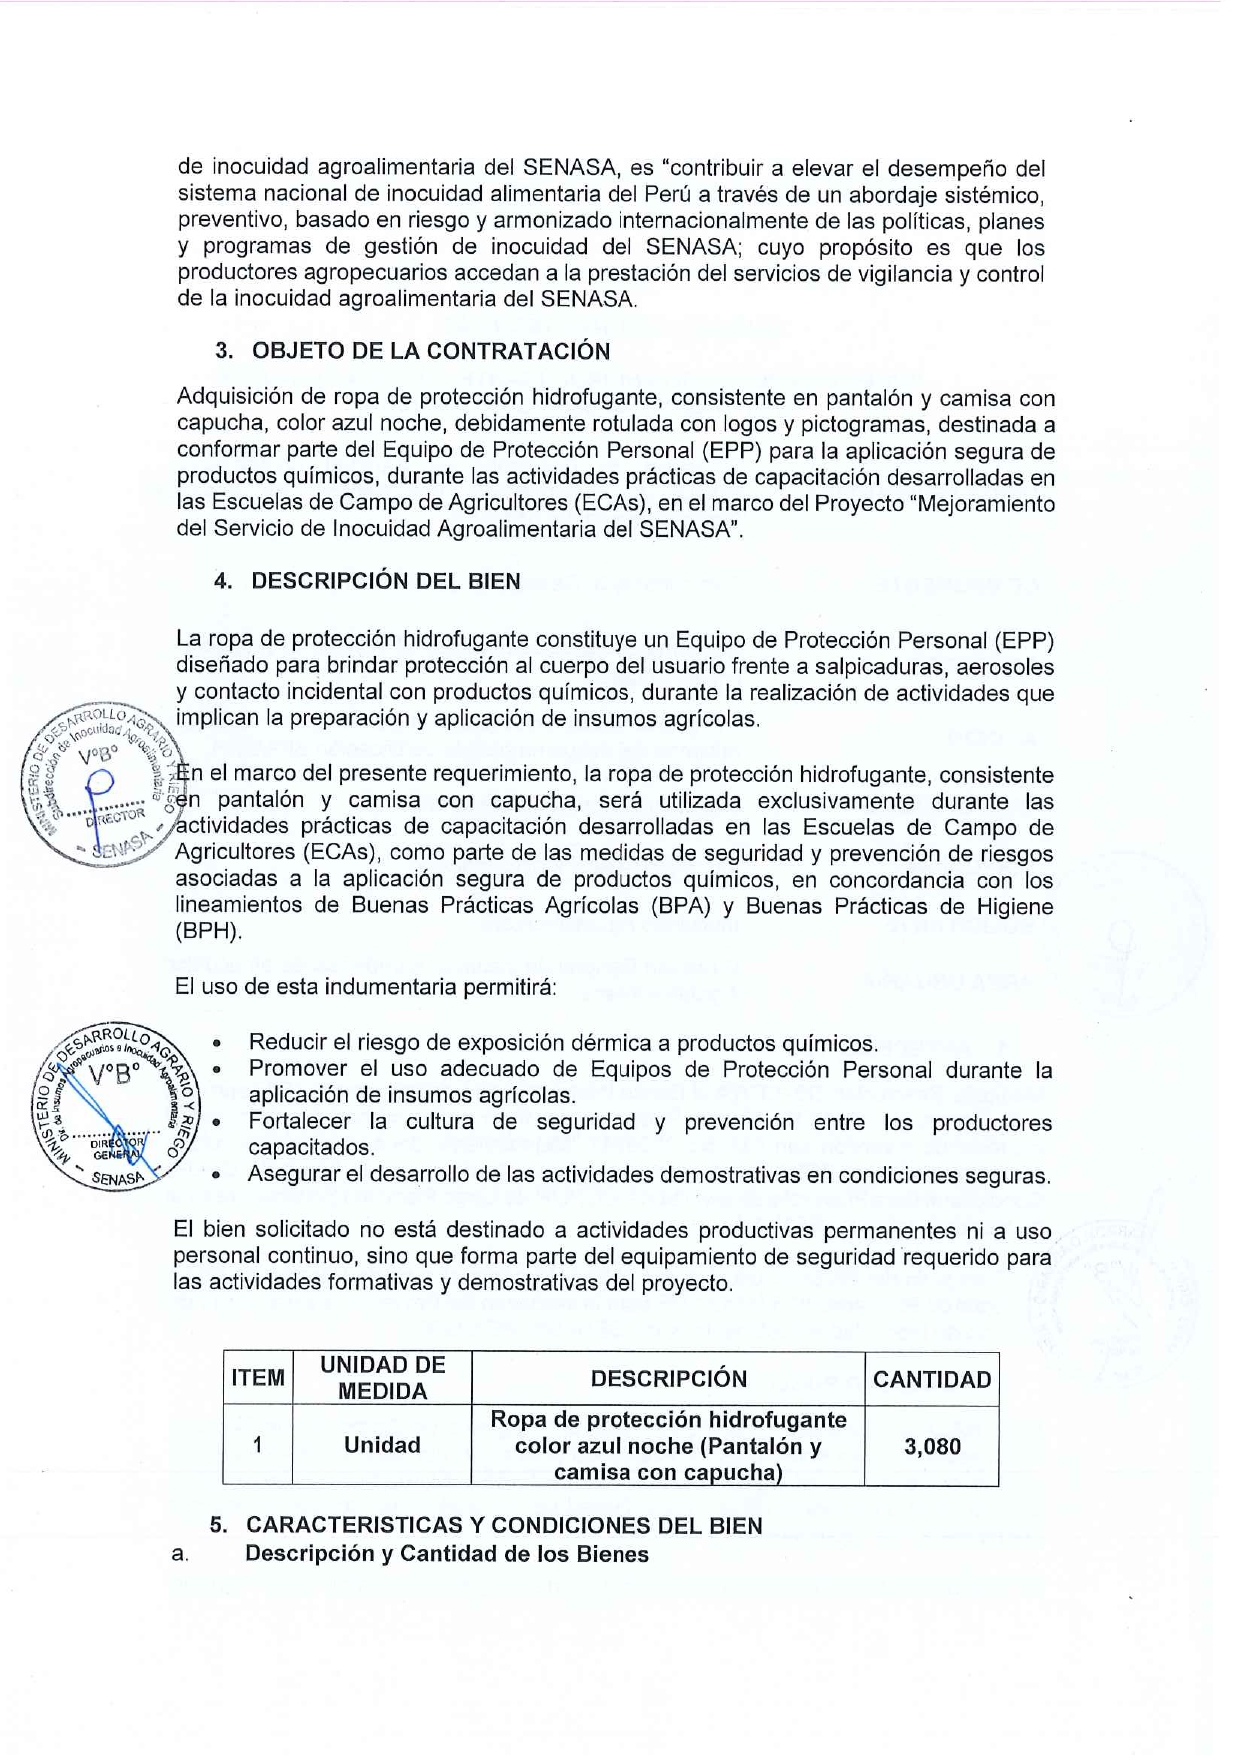 de inocuidad agroalimentaria del SENASA, es “contribuir a elevar el desempeño del
sistema nacional de inocuidad alimentaria del Perú a través de un abordaje sistémico,
preventivo, basado en riesgo y armonizado internacionalmente de las políticas, planes
y programas de gestión de inocuidad del SENASA; cuyo propósito es que los
productores agropecuarios accedan a la prestación del servicios de vigilancia y control
de la inocuidad agroalimentaria del SENASA.
3. OBJETO DE LA CONTRATACIÓN
Adquisición de ropa de protección hidrofugante, consistente en pantalón y camisa con
capucha, color azul noche, debidamente rotulada con logos y pictogramas, destinada a
conformar parte del Equipo de Protección Personal (EPP) para la aplicación segura de
productos químicos, durante las actividades prácticas de capacitación desarrolladas en
las Escuelas de Campo de Agricultores (ECAs), en el marco del Proyecto “Mejoramiento
del Servicio de Inocuidad Agroalimentaria del SENASA”.
4. DESCRIPCIÓN DEL BIEN
La ropa de protección hidrofugante constituye un Equipo de Protección Personal (EPP)
diseñado para brindar protección al cuerpo del usuario frente a salpicaduras, aerosoles
y contacto incidental con productos químicos, durante la realización de actividades que
implican la preparación y aplicación de insumos agrícolas.
MINISTERIO DE DESARROLLO AGRARIO Y RIEGO
Subdirección de Inocuidad Agroalimentaria
V°B°
DIRECTOR
- SENASA -
En el marco del presente requerimiento, la ropa de protección hidrofugante, consistente
en pantalón y camisa con capucha, será utilizada exclusivamente durante las
actividades prácticas de capacitación desarrolladas en las Escuelas de Campo de
Agricultores (ECAs), como parte de las medidas de seguridad y prevención de riesgos
asociadas a la aplicación segura de productos químicos, en concordancia con los
lineamientos de Buenas Prácticas Agrícolas (BPA) y Buenas Prácticas de Higiene
(BPH).
El uso de esta indumentaria permitirá:
MINISTERIO DE DESARROLLO AGRARIO Y RIEGO
V°B°
DIRECTOR
GENERAL
- SENASA -
• Reducir el riesgo de exposición dérmica a productos químicos.
• Promover el uso adecuado de Equipos de Protección Personal durante la
aplicación de insumos agrícolas.
• Fortalecer la cultura de seguridad y prevención entre los productores
capacitados.
• Asegurar el desarrollo de las actividades demostrativas en condiciones seguras.
El bien solicitado no está destinado a actividades productivas permanentes ni a uso
personal continuo, sino que forma parte del equipamiento de seguridad requerido para
las actividades formativas y demostrativas del proyecto.
ITEM
UNIDAD DE
MEDIDA
DESCRIPCIÓN
CANTIDAD
1
Unidad
Ropa de protección hidrofugante
color azul noche (Pantalón y
camisa con capucha)
3,080
5. CARACTERISTICAS Y CONDICIONES DEL BIEN
a. Descripción y Cantidad de los Bienes